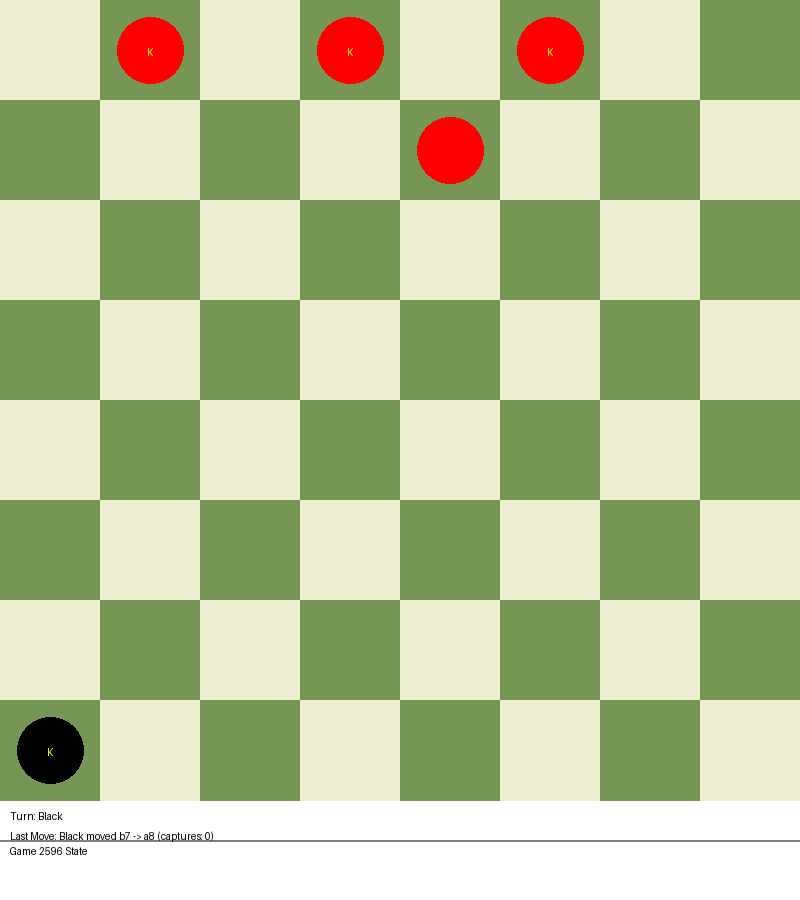 K K K
K
Turn: Black
Last Move: Black moved b7 -> a8 (captures: 0)
Game 2596 State